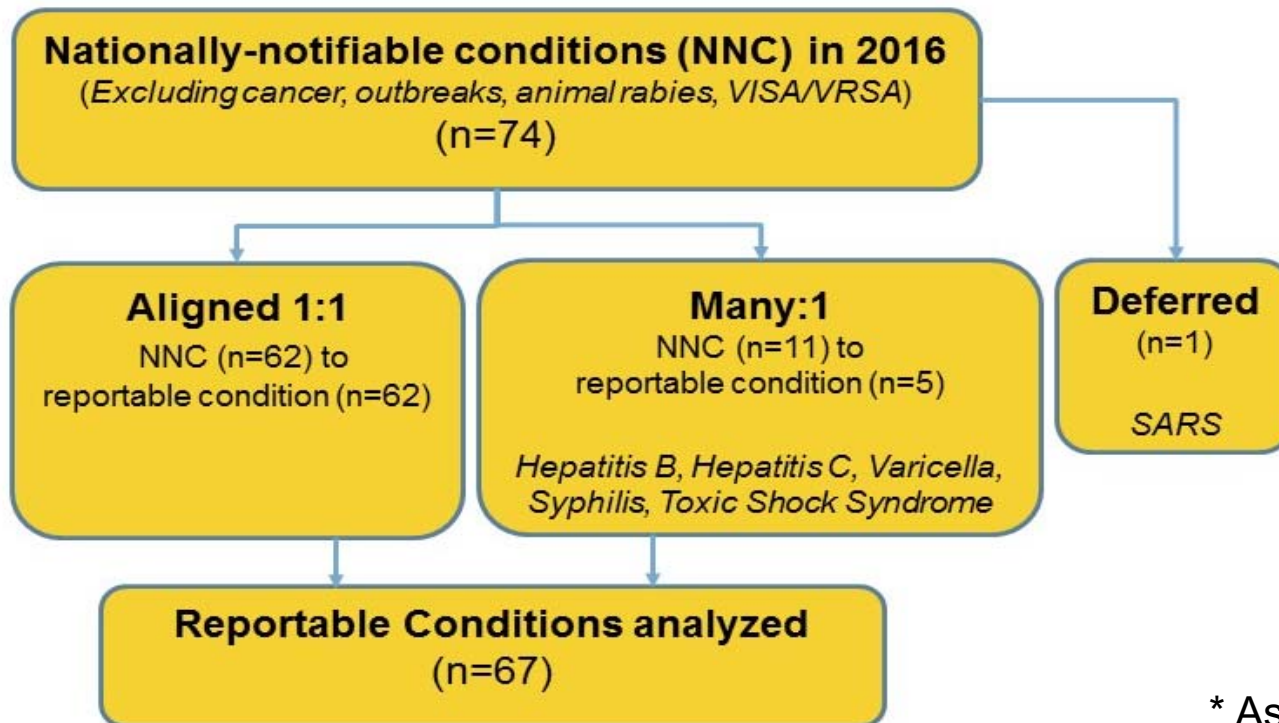 Nationally-notifiable conditions (NNC) in 2016
(Excluding cancer, outbreaks, animal rabies, VISA/VRSA)
(n=74)
Aligned 1:1
NNC (n=62) to
reportable condition (n=62)
Many:1
NNC (n=11) to
reportable condition (n=5)
Hepatitis B, Hepatitis C, Varicella,
Syphilis, Toxic Shock Syndrome
Deferred
(n=1)
SARS
Reportable Conditions analyzed
(n=67)
* As